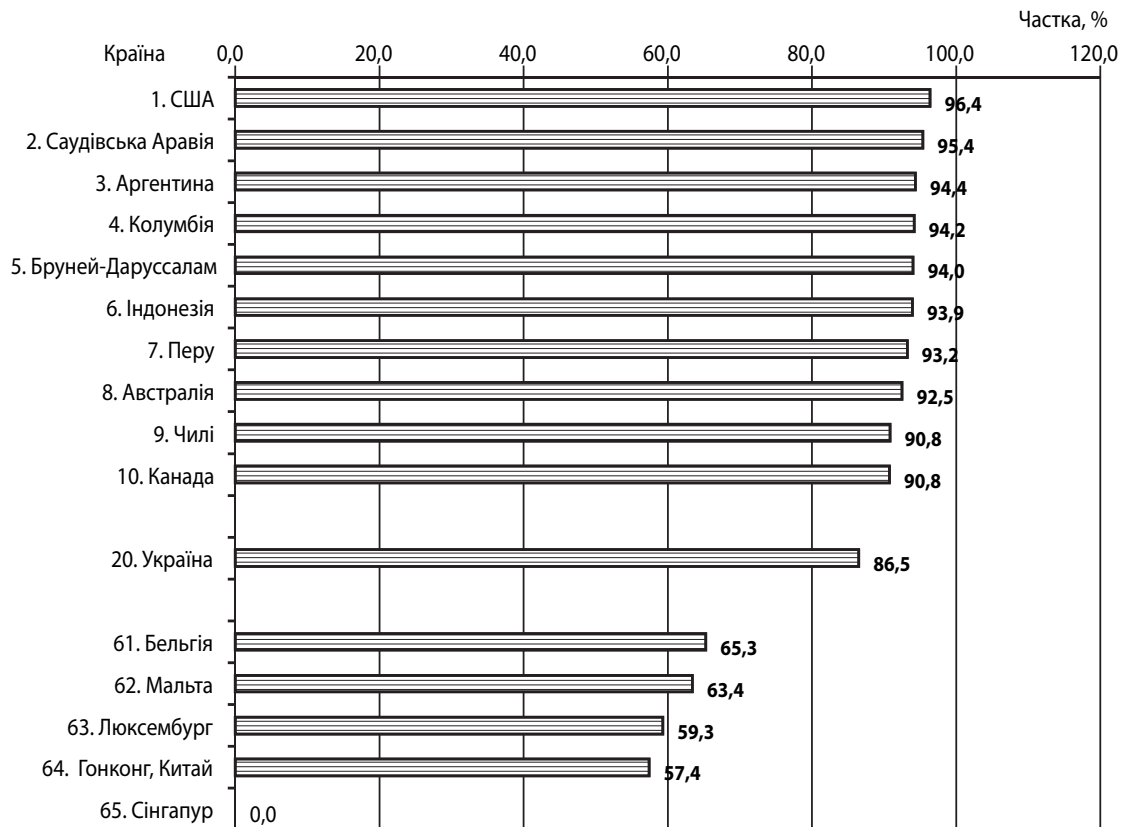 Частка, %
Країна 0,0 20,0 40,0 60,0 80,0 100,0 120,0
1. США 96,4
2. Саудівська Аравія 95,4
3. Аргентина 94,4
4. Колумбія 94,2
5. Бруней-Даруссалам 94,0
6. Індонезія 93,9
7. Перу 93,2
8. Австралія 92,5
9. Чилі 90,8
10. Канада 90,8
20. Україна 86,5
61. Бельгія 65,3
62. Мальта 63,4
63. Люксембург 59,3
64. Гонконг, Китай 57,4
65. Сінгапур 0,0